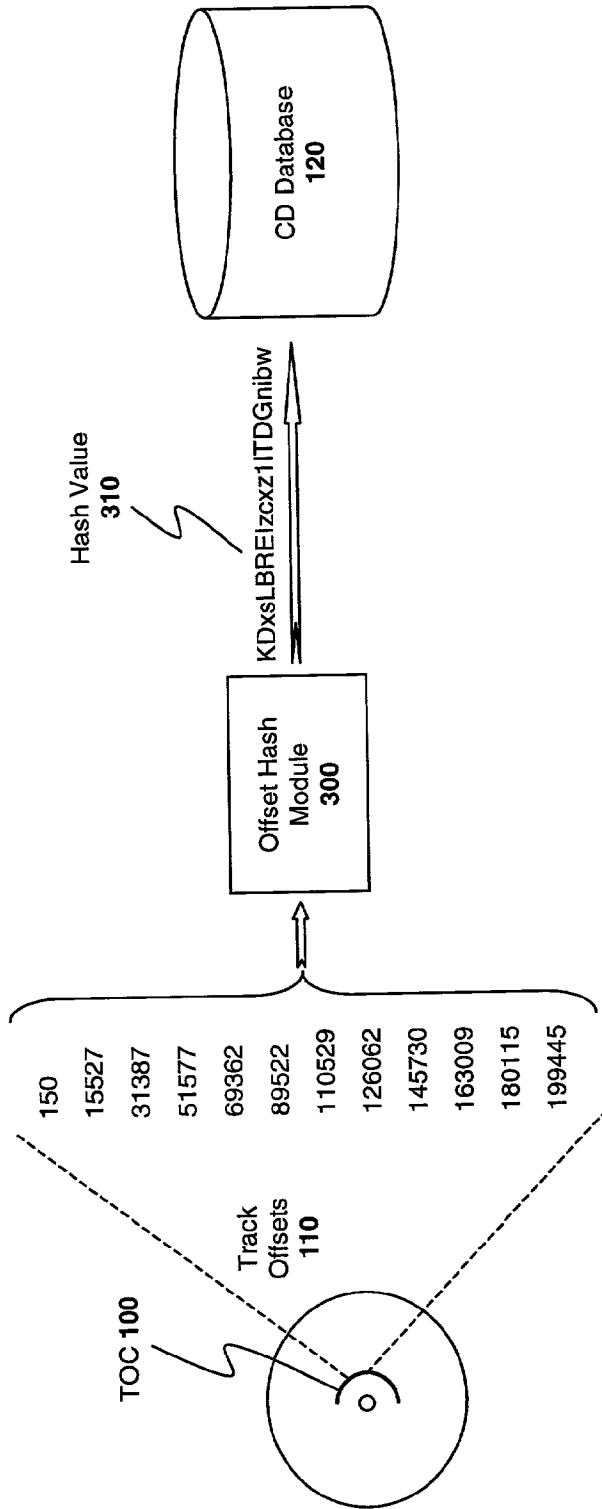 TOC 100
Track
Offsets
110
150
15527
31387
51577
69362
89522
110529
126062
145730
163009
180115
199445
Offset Hash
Module
300
Hash Value
310
KDxsLBREIzcxz1ITDGnibw
CD Database
120